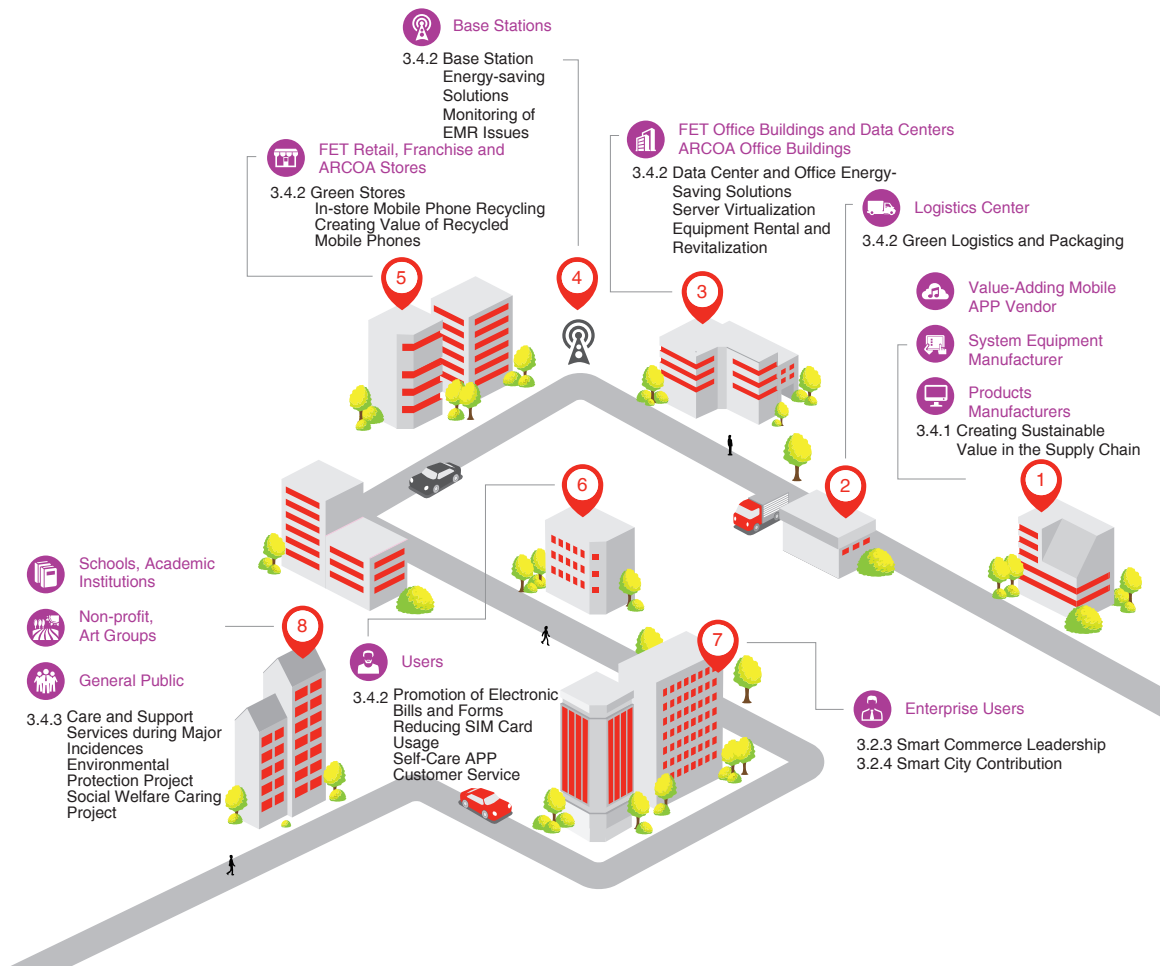 Base Stations
3.4.2 Base Station
Energy-saving
Solutions
Monitoring of
EMR Issues
FET Retail, Franchise and
ARCOA Stores
3.4.2 Green Stores
In-store Mobile Phone Recycling
Creating Value of Recycled
Mobile Phones
FET Office Buildings and Data Centers
ARCOA Office Buildings
3.4.2 Data Center and Office Energy-
Saving Solutions
Server Virtualization
Equipment Rental and
Revitalization
Logistics Center
3.4.2 Green Logistics and Packaging
Value-Adding Mobile
APP Vendor
System Equipment
Manufacturer
Products
Manufacturers
3.4.1 Creating Sustainable
Value in the Supply Chain
5
4
3
2
1
6
7
8
Schools, Academic
Institutions
Non-profit,
Art Groups
General Public
3.4.3 Care and Support
Services during Major
Incidences
Environmental
Protection Project
Social Welfare Caring
Project
Users
3.4.2 Promotion of Electronic
Bills and Forms
Reducing SIM Card
Usage
Self-Care APP
Customer Service
Enterprise Users
3.2.3 Smart Commerce Leadership
3.2.4 Smart City Contribution